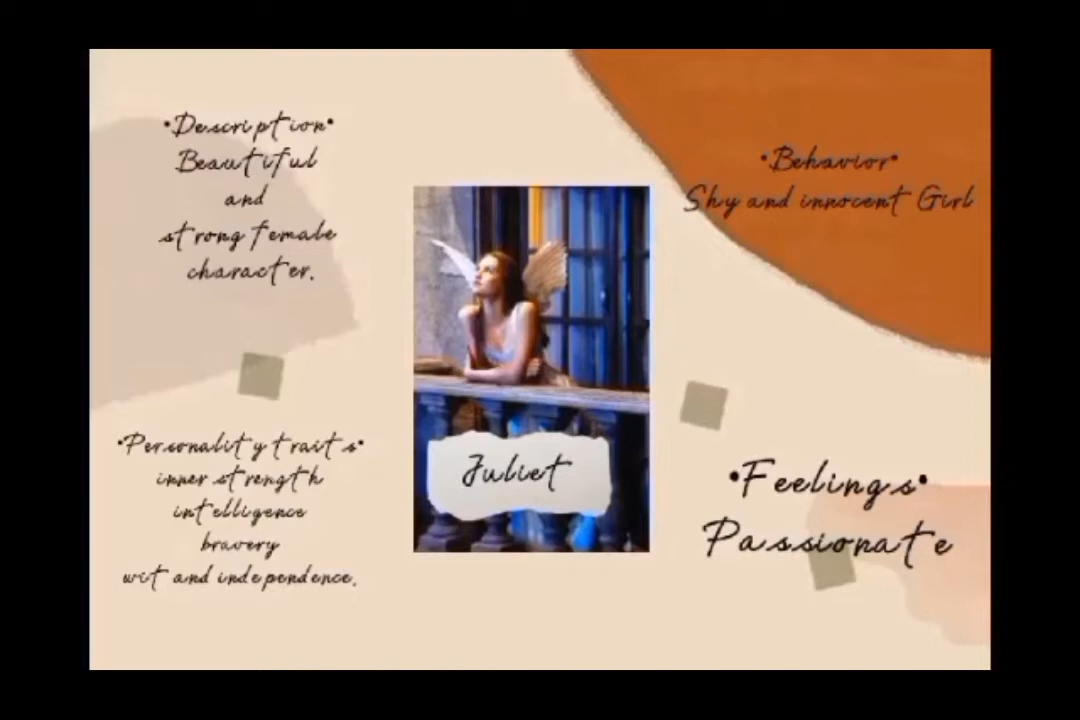 •Description•
Beautiful
and
strong female
character.
•Personality traits•
inner strength
intelligence
bravery
wit and independence.
Juliet
•Behavior•
Shy and innocent Girl
•Feelings•
Passionate